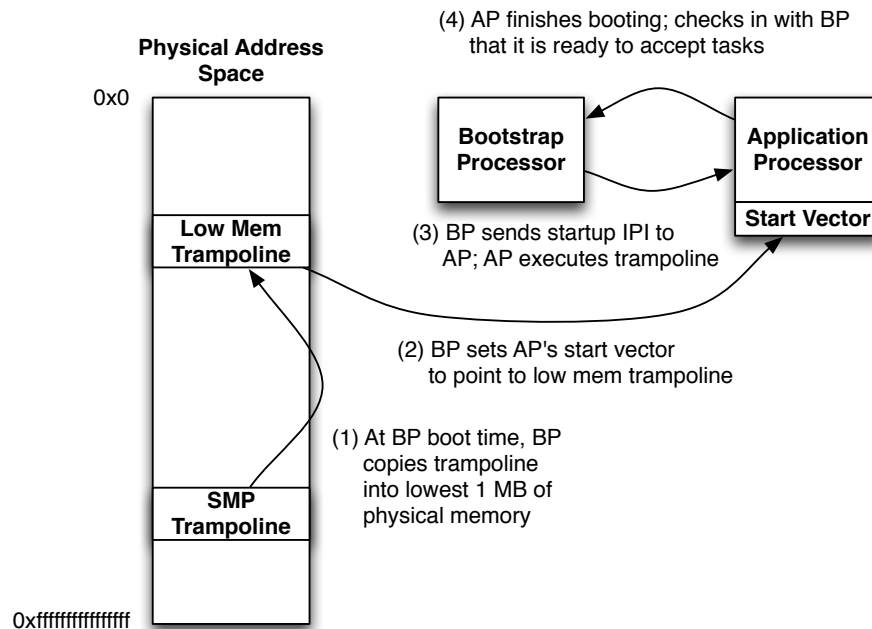 (4) AP finishes booting; checks in with BP
that it is ready to accept tasks
Physical Address
Space
0x0
Bootstrap
Processor
Application
Processor
Start Vector
Low Mem
Trampoline
(3) BP sends startup IPI to
AP; AP executes trampoline
(2) BP sets AP's start vector
to point to low mem trampoline
(1) At BP boot time, BP
copies trampoline
into lowest 1 MB of
physical memory
SMP
Trampoline
0xffffffffffffffff